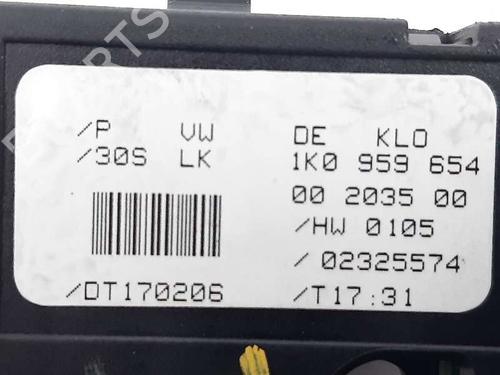 /P VW DE KLO
/30S LK 1K0 959 654
00 2035 00
/HW 0105
/02325574
/DT170206 /T17:31